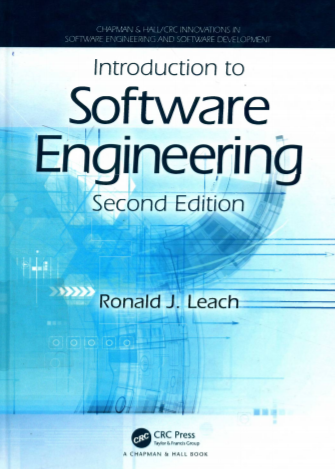 CHAPMAN & HALL/CRC INNOVATIONS IN
SOFTWARE ENGINEERING AND SOFTWARE DEVELOPMENT
Introduction to
Software
Engineering
Second Edition
Ronald J. Leach
CRC
CRC Press
Taylor & Francis Group
A CHAPMAN & HALL BOOK